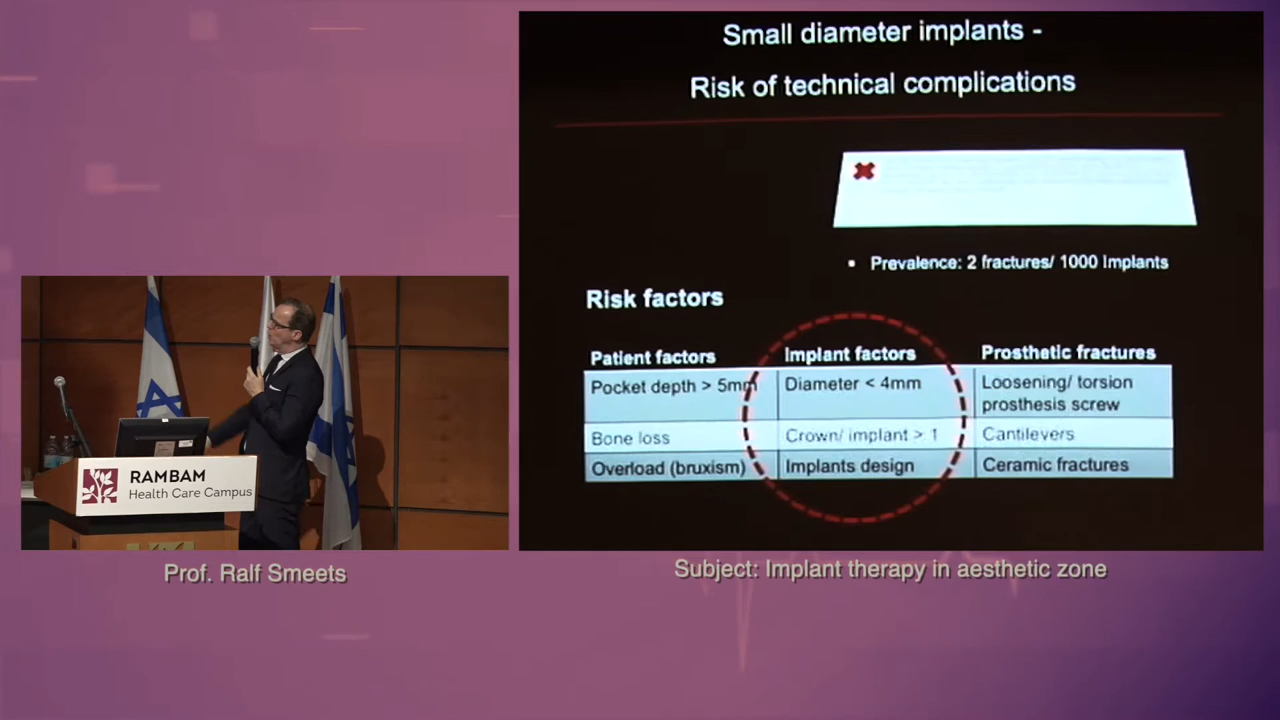 Small diameter implants -
Risk of technical complications
Prevalence: 2 fractures/ 1000 Implants
Risk factors
Patient factors
Implant factors
Prosthetic fractures
Pocket depth > 5mm
Diameter < 4mm
Loosening/ torsion
prosthesis screw
Bone loss
Crown/ implant > 1
Cantilevers
Overload (bruxism)
Implants design
Ceramic fractures
RAMBAM
Health Care Campus
Prof. Ralf Smeets
Subject: Implant therapy in aesthetic zone